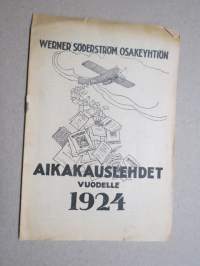 WERNER SÖDERSTRÖM OSAKEYHTIÖN
AIKAKAUSLEHDET
VUODELLE
1924